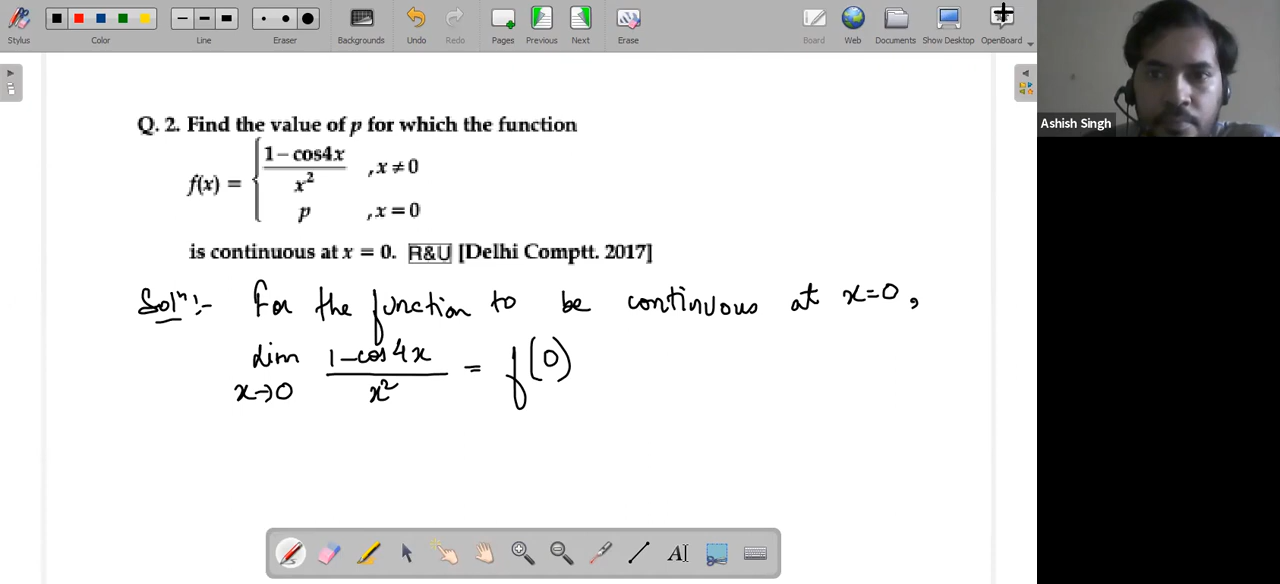 Stylus Color Line Eraser Backgrounds Undo Redo Pages Previous Next Erase Board Web Documents Show Desktop OpenBoard
Ashish Singh
Q. 2. Find the value of p for which the function
f(x) = { (1 – cos4x)/x² , x ≠ 0
p , x = 0
is continuous at x = 0. R&U [Delhi Comptt. 2017]
Solⁿ:- For the function to be continuous at x=0,
lim x→0 (1–cos4x)/x² = f(0)